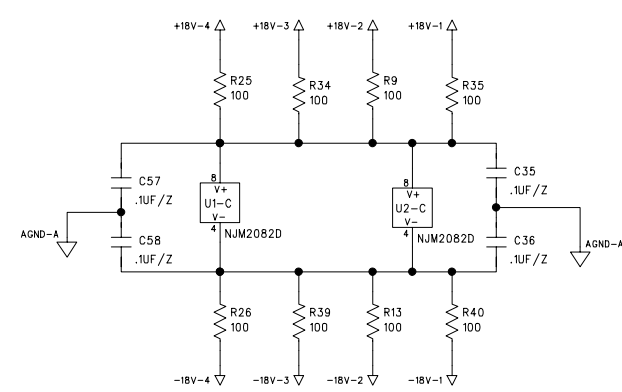 +18V-4 +18V-3 +18V-2 +18V-1
R25 R34 R9 R35
100 100 100 100
C57 8 8 C35
.1UF/Z V+ V+ .1UF/Z
U1-C U2-C
V- V-
4 4
AGND-A C58 NJM2082D NJM2082D C36 AGND-A
.1UF/Z .1UF/Z
R26 R39 R13 R40
100 100 100 100
-18V-4 -18V-3 -18V-2 -18V-1